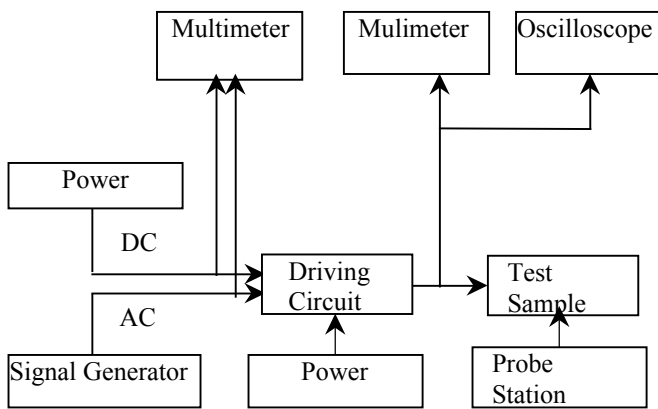 Multimeter
Mulimeter
Oscilloscope
Power
DC
Driving
Circuit
Test
Sample
AC
Signal Generator
Power
Probe
Station